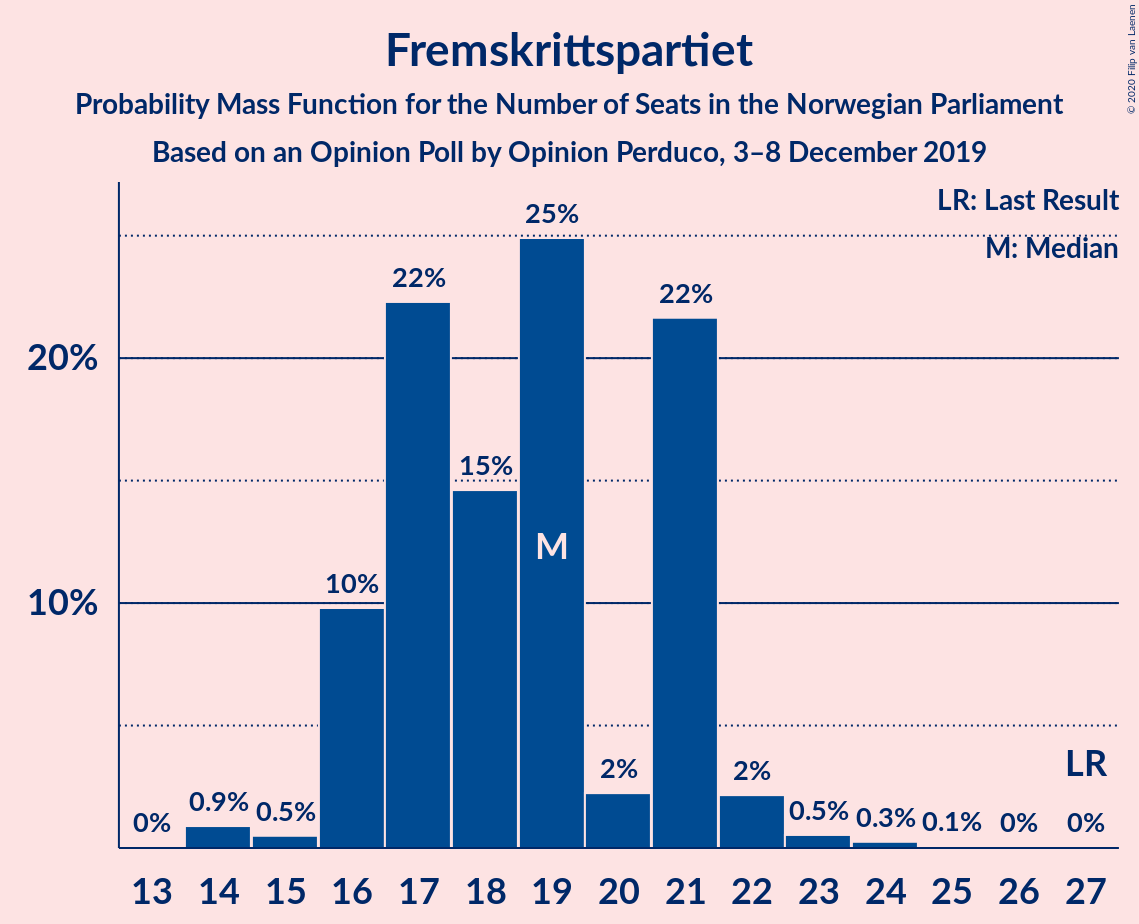 Fremskrittspartiet
Probability Mass Function for the Number of Seats in the Norwegian Parliament
Based on an Opinion Poll by Opinion Perduco, 3–8 December 2019
© 2020 Filip van Laenen
LR: Last Result
M: Median
25%
22%
22%
20%
15%
M
10%
10%
LR
2%
2%
0%
0.9%
0.5%
0.5%
0.3%
0.1%
0%
0%
13 14 15 16 17 18 19 20 21 22 23 24 25 26 27